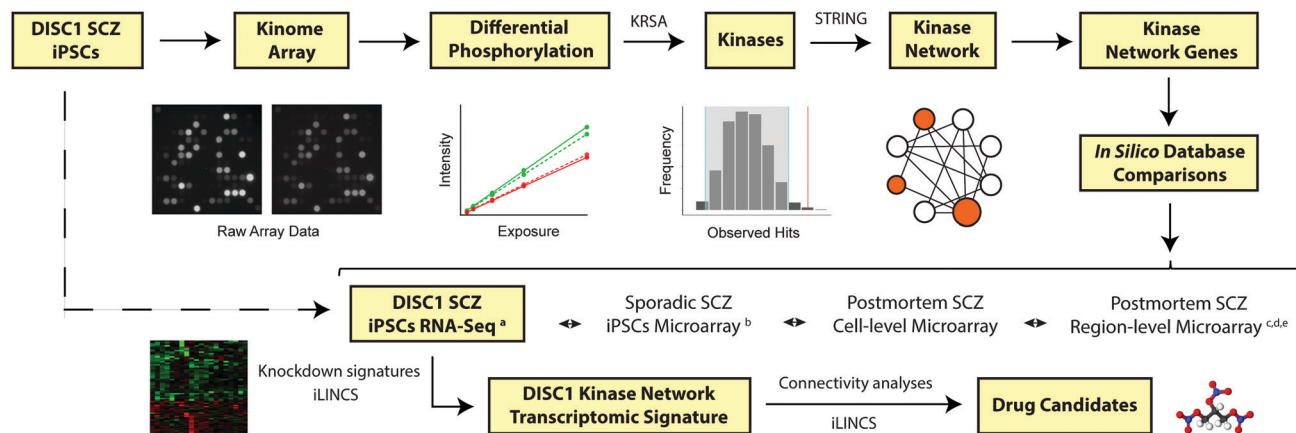 DISC1 SCZ
iPSCs
Kinome
Array
Differential
Phosphorylation
KRSA
Kinases
STRING
Kinase
Network
Kinase
Network Genes
Raw Array Data
Intensity
Exposure
Frequency
Observed Hits
In Silico Database
Comparisons
DISC1 SCZ
iPSCs RNA-Seq a
Sporadic SCZ
iPSCs Microarray b
Postmortem SCZ
Cell-level Microarray
Postmortem SCZ
Region-level Microarray c,d,e
Knockdown signatures
iLINCS
DISC1 Kinase Network
Transcriptomic Signature
Connectivity analyses
iLINCS
Drug Candidates